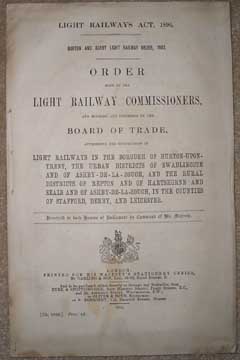 LIGHT RAILWAYS ACT, 1896.
BURTON AND ASHBY LIGHT RAILWAY ORDER, 1902.
ORDER
MADE BY THE
LIGHT RAILWAY COMMISSIONERS,
AND MODIFIED AND CONFIRMED BY THE
BOARD OF TRADE,
AUTHORISING THE CONSTRUCTION OF
LIGHT RAILWAYS IN THE BOROUGH OF BURTON-UPON-
TRENT, THE URBAN DISTRICTS OF SWADLINCOTE
AND OF ASHBY-DE-LA-ZOUCH, AND THE RURAL
DISTRICTS OF REPTON AND OF HARTSHORNE AND
SEALS AND OF ASHBY-DE-LA-ZOUCH, IN THE COUNTIES
OF STAFFORD, DERBY, AND LEICESTER.
Presented to both Houses of Parliament by Command of His Majesty.
LONDON:
PRINTED FOR HIS MAJESTY'S STATIONERY OFFICE,